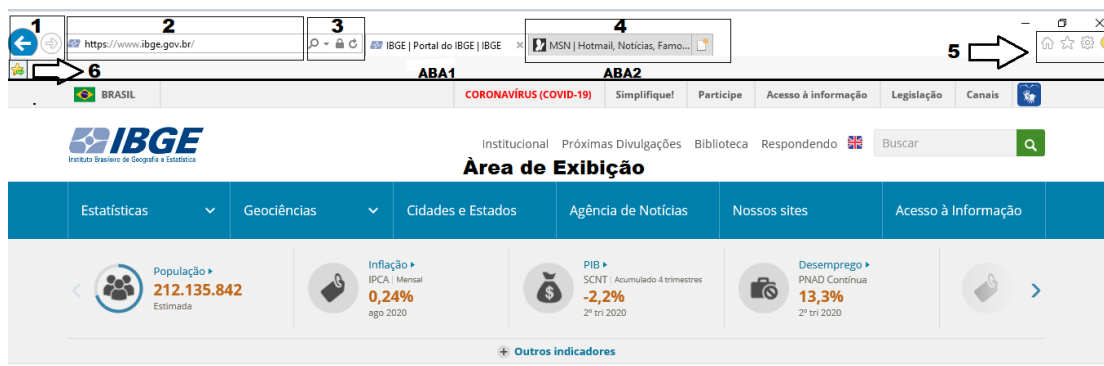 1 2 3 4
https://www.ibge.gov.br/ IBGE | Portal do IBGE | IBGE MSN | Hotmail, Notícias, Famo... 5
6 ABA1 ABA2
BRASIL CORONAVÍRUS (COVID-19) Simplifique! Participe Acesso à informação Legislação Canais
IBGE Institucional Próximas Divulgações Biblioteca Respondendo Buscar
Instituto Brasileiro de Geografia e Estatística
Àrea de Exibição
Estatísticas Geociências Cidades e Estados Agência de Notícias Nossos sites Acesso à Informação
População
212.135.842
Estimada
Inflação
IPCA | Mensal
0,24%
ago 2020
PIB
SCNT | Acumulado 4 trimestres
-2,2%
2º tri 2020
Desemprego
PNAD Contínua
13,3%
2º tri 2020
Outros indicadores